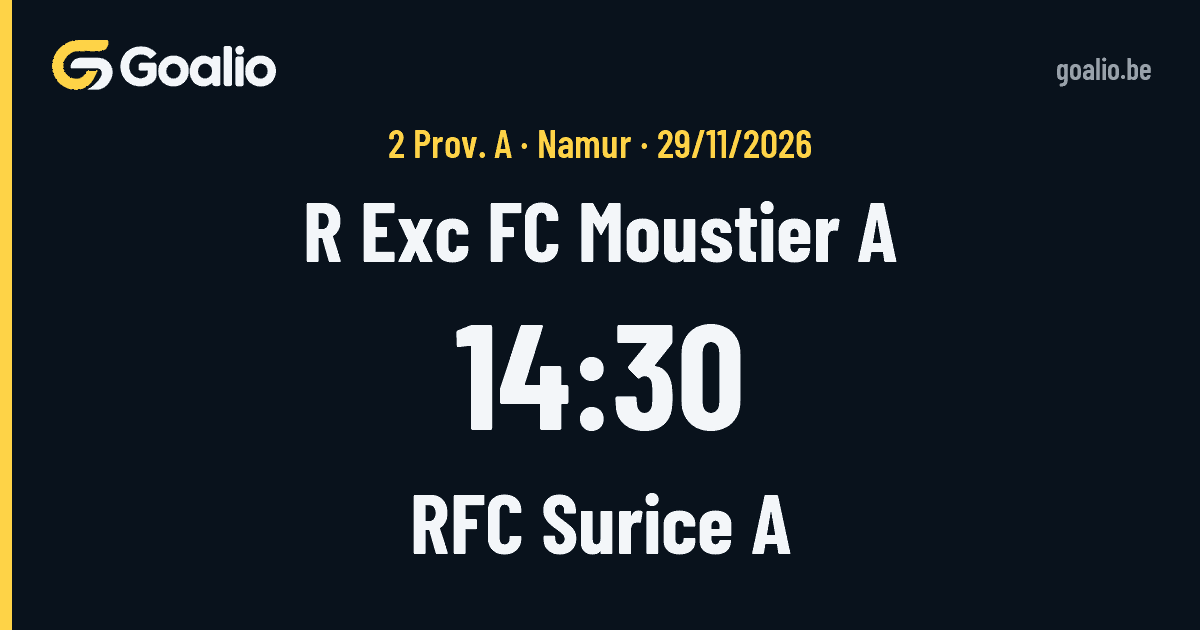 Goalio
goalio.be
2 Prov. A · Namur · 29/11/2026
R Exc FC Moustier A
14:30
RFC Surice A